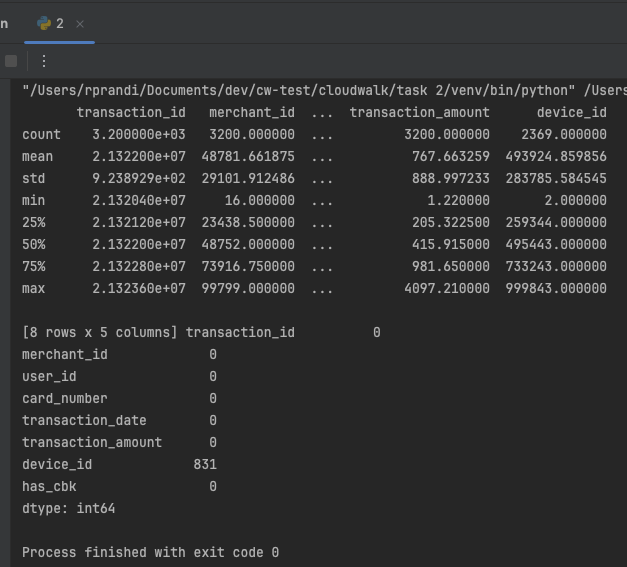 n
2 ×
"/Users/rprandi/Documents/dev/cw-test/cloudwalk/task 2/venv/bin/python" /Users
transaction_id merchant_id ... transaction_amount device_id
count 3.200000e+03 3200.000000 ... 3200.000000 2369.000000
mean 2.132200e+07 48781.661875 ... 767.663259 493924.859856
std 9.238929e+02 29101.912486 ... 888.997233 283785.584545
min 2.132040e+07 16.000000 ... 1.220000 2.000000
25% 2.132120e+07 23438.500000 ... 205.322500 259344.000000
50% 2.132200e+07 48752.000000 ... 415.915000 495443.000000
75% 2.132280e+07 73916.750000 ... 981.650000 733243.000000
max 2.132360e+07 99799.000000 ... 4097.210000 999843.000000
[8 rows x 5 columns] transaction_id 0
merchant_id 0
user_id 0
card_number 0
transaction_date 0
transaction_amount 0
device_id 831
has_cbk 0
dtype: int64
Process finished with exit code 0